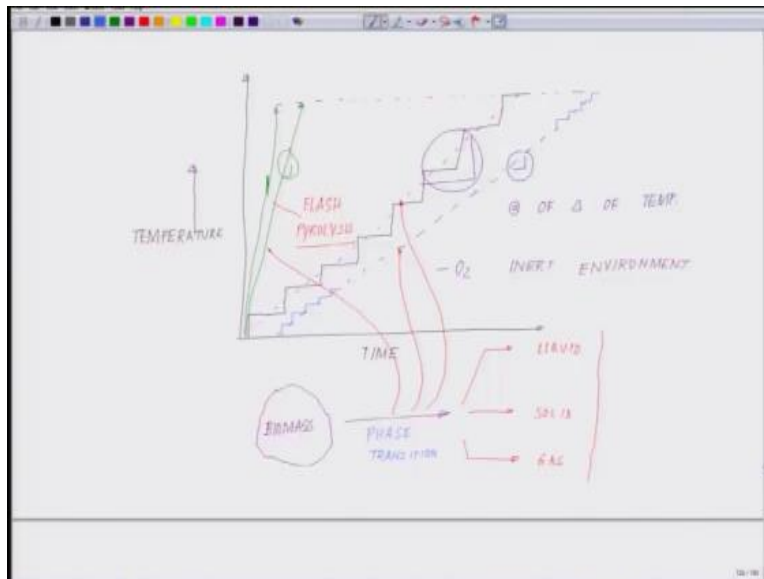 FLASH
PYROLYSIS
TEMPERATURE
@ OF Δ OF TEMP.
- O2 INERT ENVIRONMENT
TIME
LIQUID
BIOMASS
PHASE
TRANSITION
SOLID
GAS